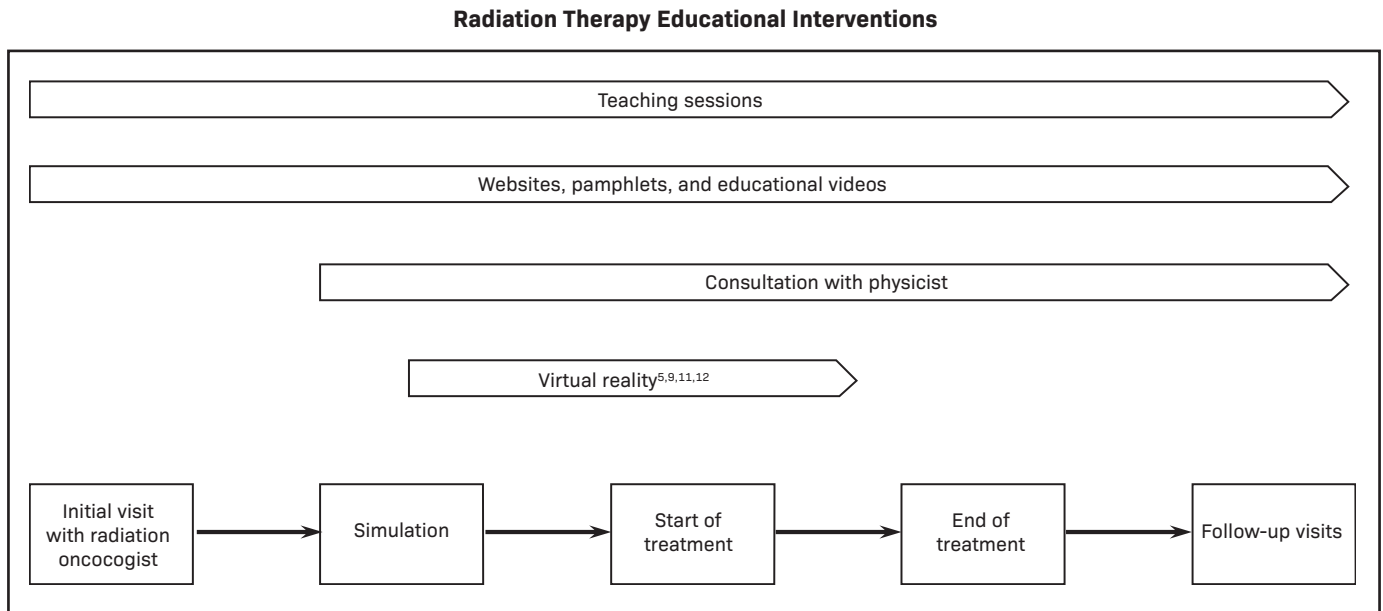 Radiation Therapy Educational Interventions
Teaching sessions
Websites, pamphlets, and educational videos
Consultation with physicist
Virtual reality5,9,11,12
Initial visit
with radiation
oncocogist
Simulation
Start of
treatment
End of
treatment
Follow-up visits